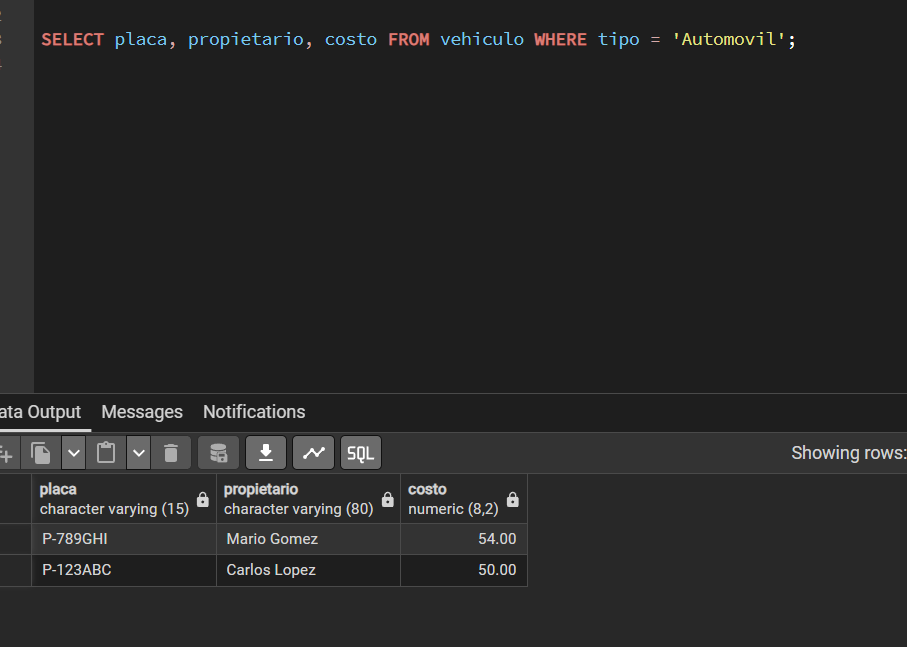 SELECT placa, propietario, costo FROM vehiculo WHERE tipo = 'Automovil';
ata Output Messages Notifications
SQL Showing rows:
placa propietario costo
character varying (15) character varying (80) numeric (8,2)
P-789GHI Mario Gomez 54.00
P-123ABC Carlos Lopez 50.00